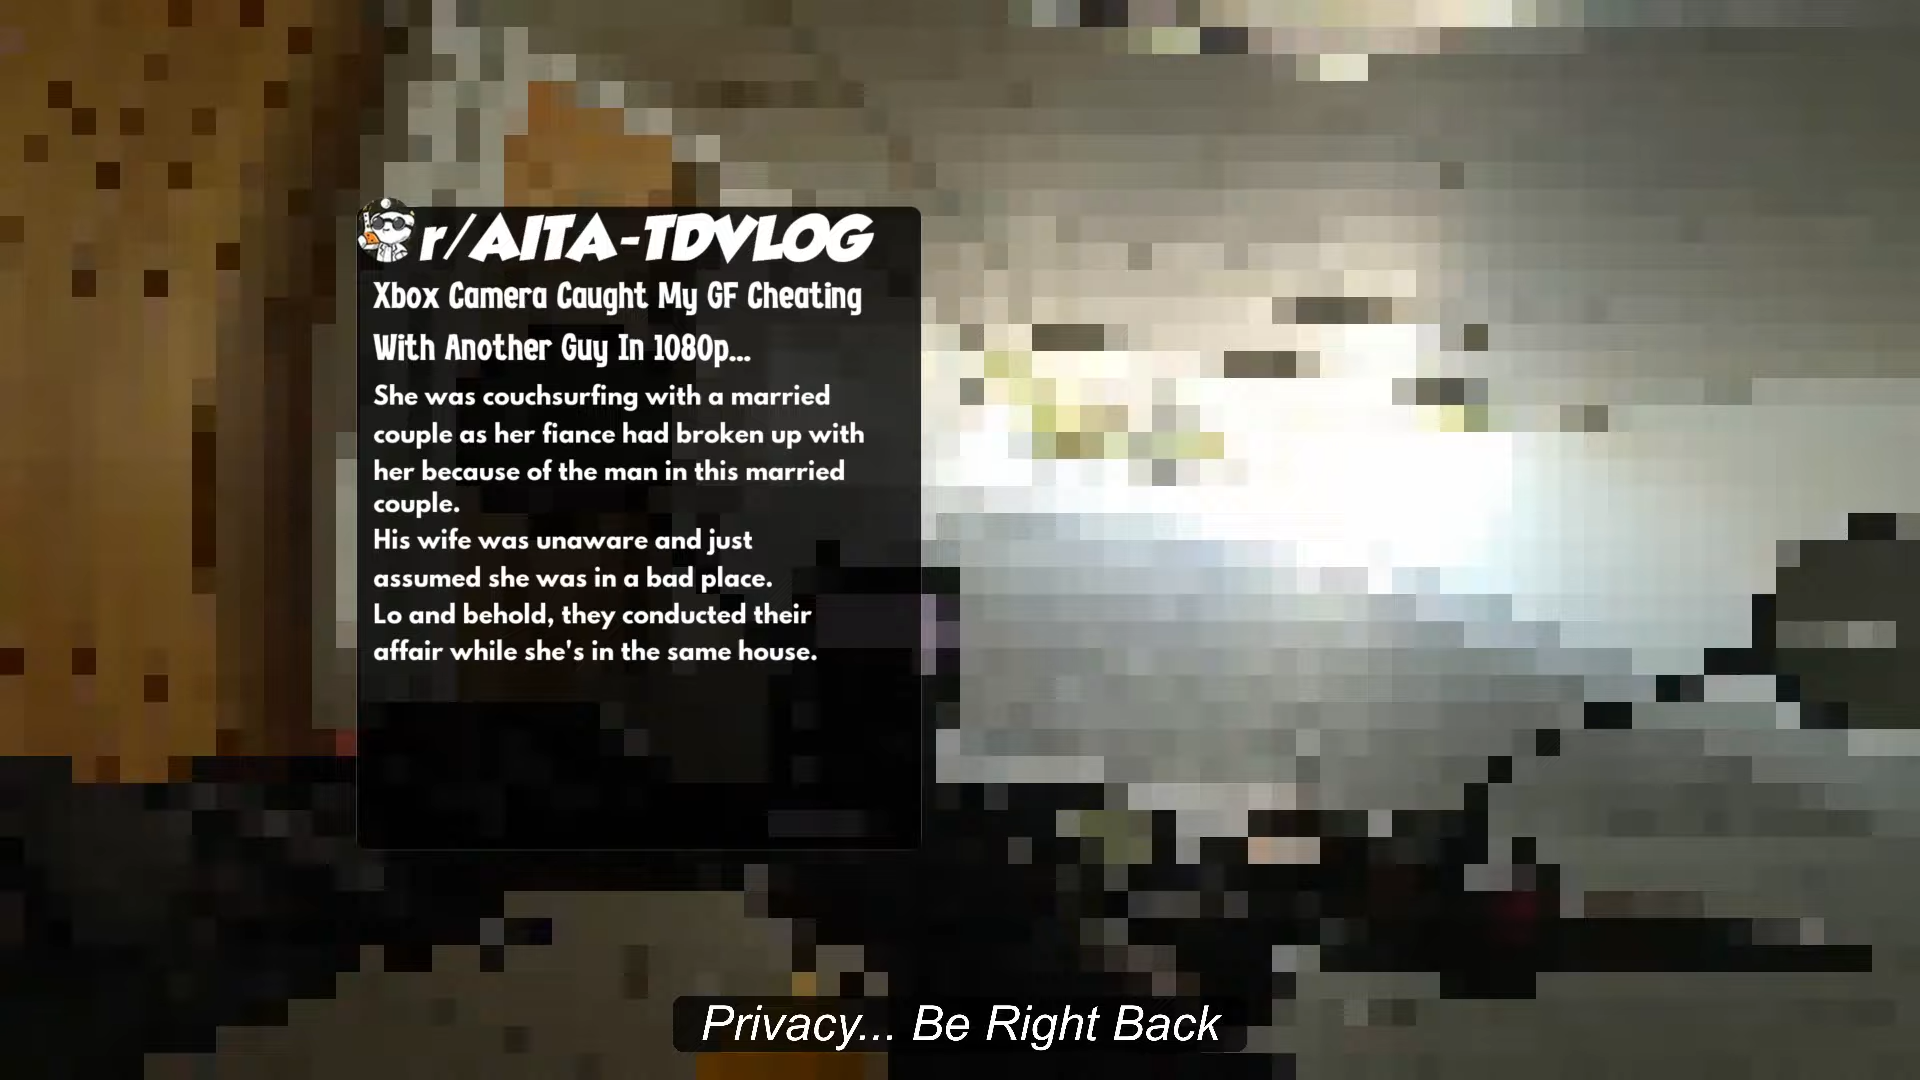 r/AITA-TDVLOG
Xbox Camera Caught My GF Cheating
With Another Guy In 1080p...
She was couchsurfing with a married
couple as her fiance had broken up with
her because of the man in this married
couple.
His wife was unaware and just
assumed she was in a bad place.
Lo and behold, they conducted their
affair while she's in the same house.
Privacy... Be Right Back